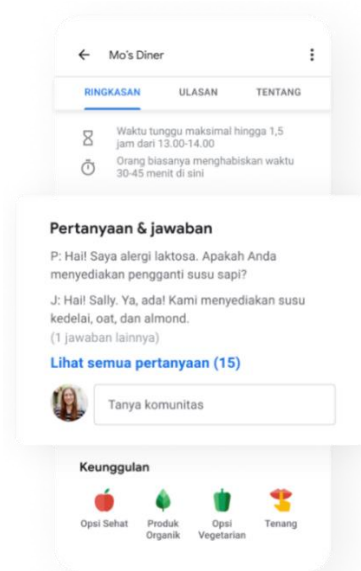 Mo's Diner
RINGKASAN ULASAN TENTANG
Waktu tunggu maksimal hingga 1,5
jam dari 13.00-14.00
Orang biasanya menghabiskan waktu
30-45 menit di sini
Pertanyaan & jawaban
P: Hai! Saya alergi laktosa. Apakah Anda
menyediakan pengganti susu sapi?
J: Hai! Sally. Ya, ada! Kami menyediakan susu
kedelai, oat, dan almond.
(1 jawaban lainnya)
Lihat semua pertanyaan (15)
Tanya komunitas
Keunggulan
Opsi Sehat
Produk
Organik
Opsi
Vegetarian
Tenang